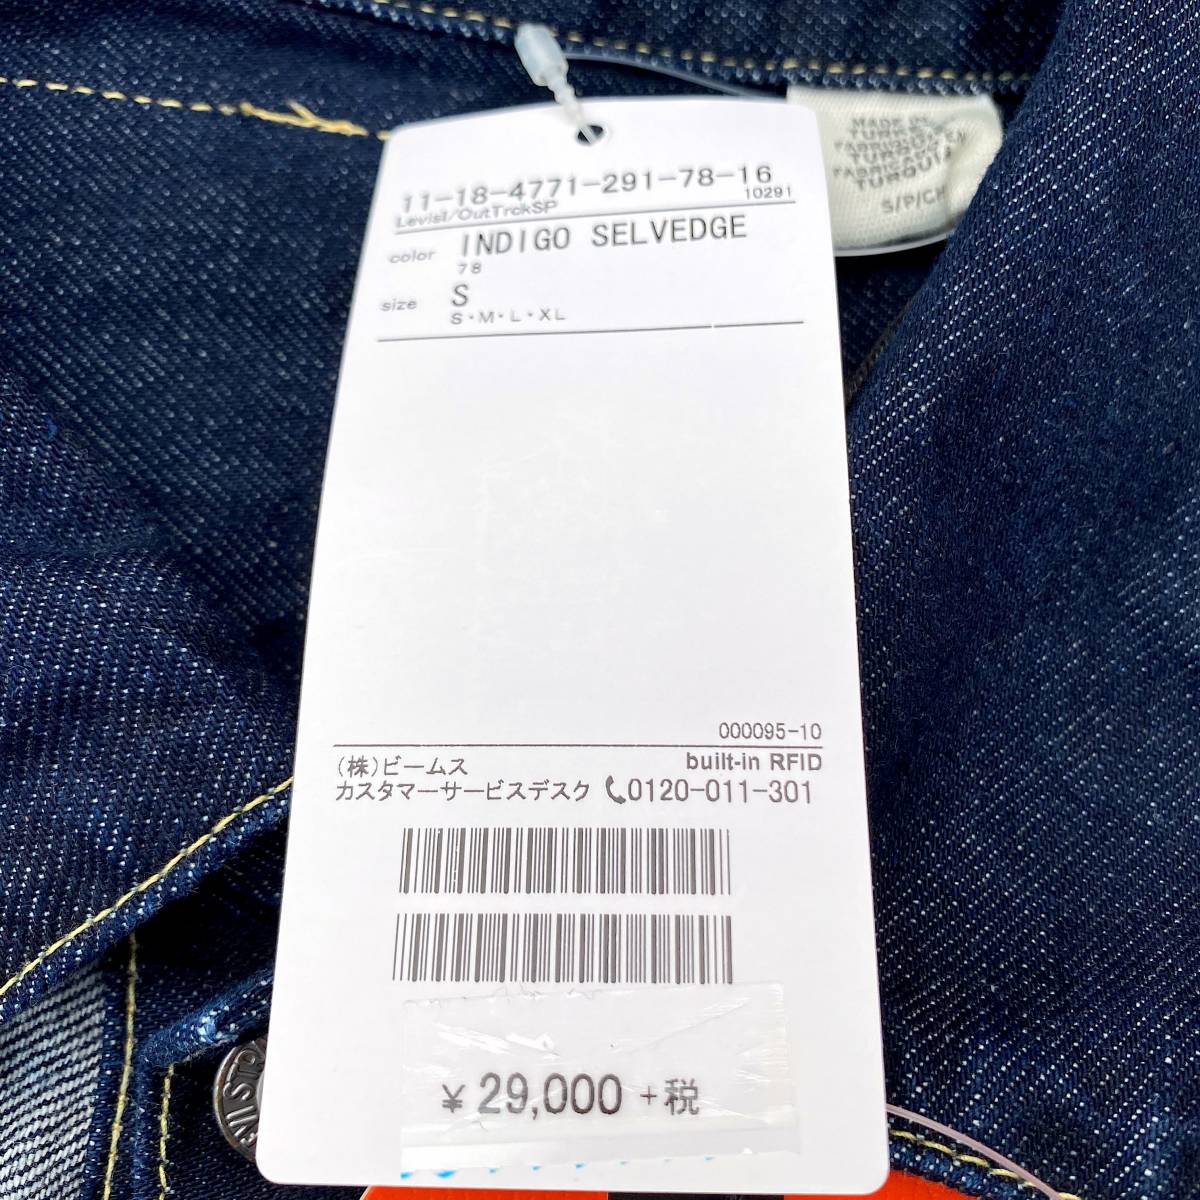 11-18-4771-291-78-16
Levis1/OutTrckSP 10291
color INDIGO SELVEDGE
78
size S
S・M・L・XL
000095-10
(株)ビームス built-in RFID
カスタマーサービスデスク 0120-011-301
¥ 29,000 +税
MADE IN
TURKEY
TURQUIE
S/P/CH